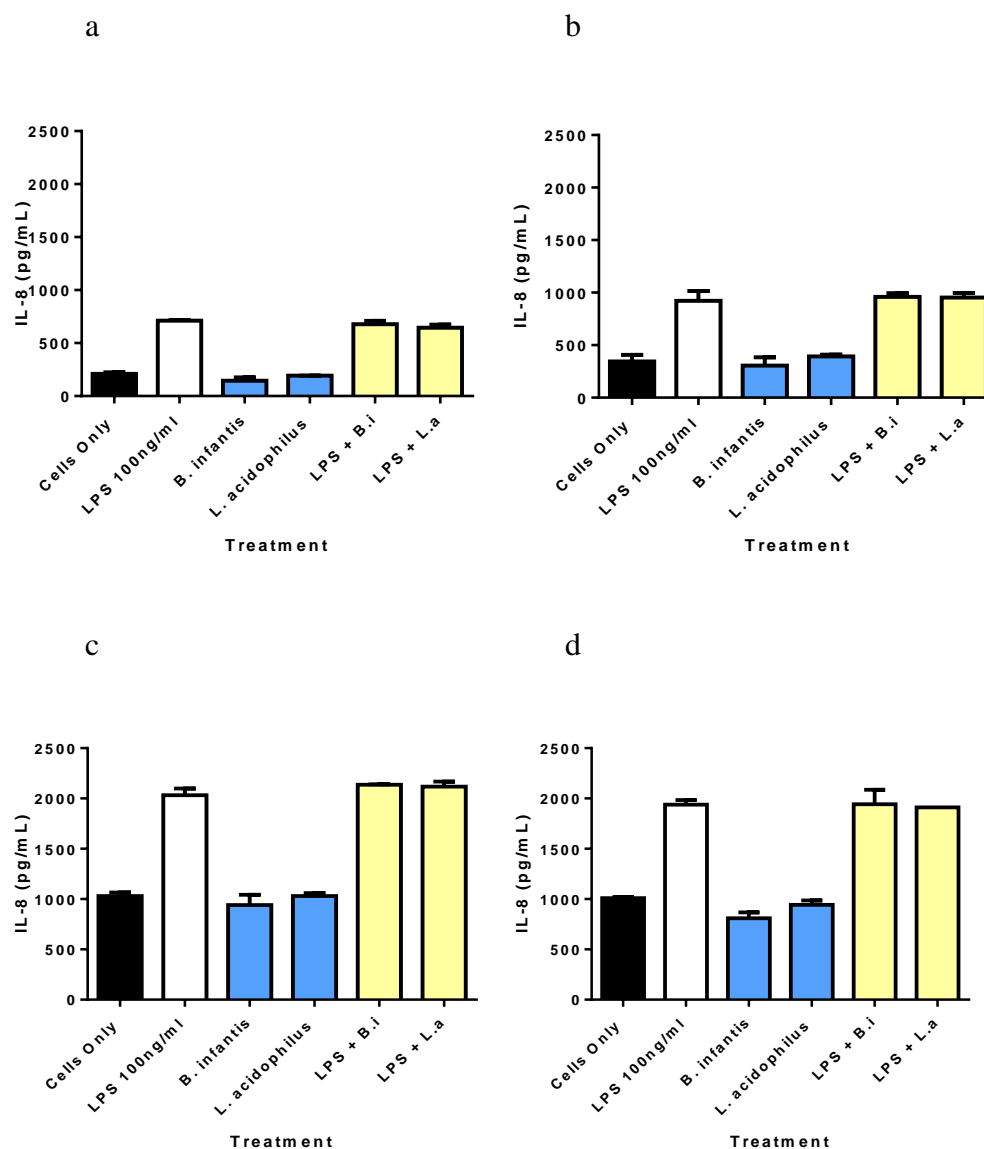 a
2500
2000
1500
1000
500
0
IL-8 (pg/mL)
Cells Only
LPS 100ng/ml
B. infantis
L. acidophilus
LPS + B.i
LPS + L.a
Treatment
b
2500
2000
1500
1000
500
0
IL-8 (pg/mL)
Cells Only
LPS 100ng/ml
B. infantis
L. acidophilus
LPS + B.i
LPS + L.a
Treatment
c
2500
2000
1500
1000
500
0
IL-8 (pg/mL)
Cells Only
LPS 100ng/ml
B. infantis
L. acidophilus
LPS + B.i
LPS + L.a
Treatment
d
2500
2000
1500
1000
500
0
IL-8 (pg/mL)
Cells Only
LPS 100ng/ml
B. infantis
L. acidophilus
LPS + B.i
LPS + L.a
Treatment